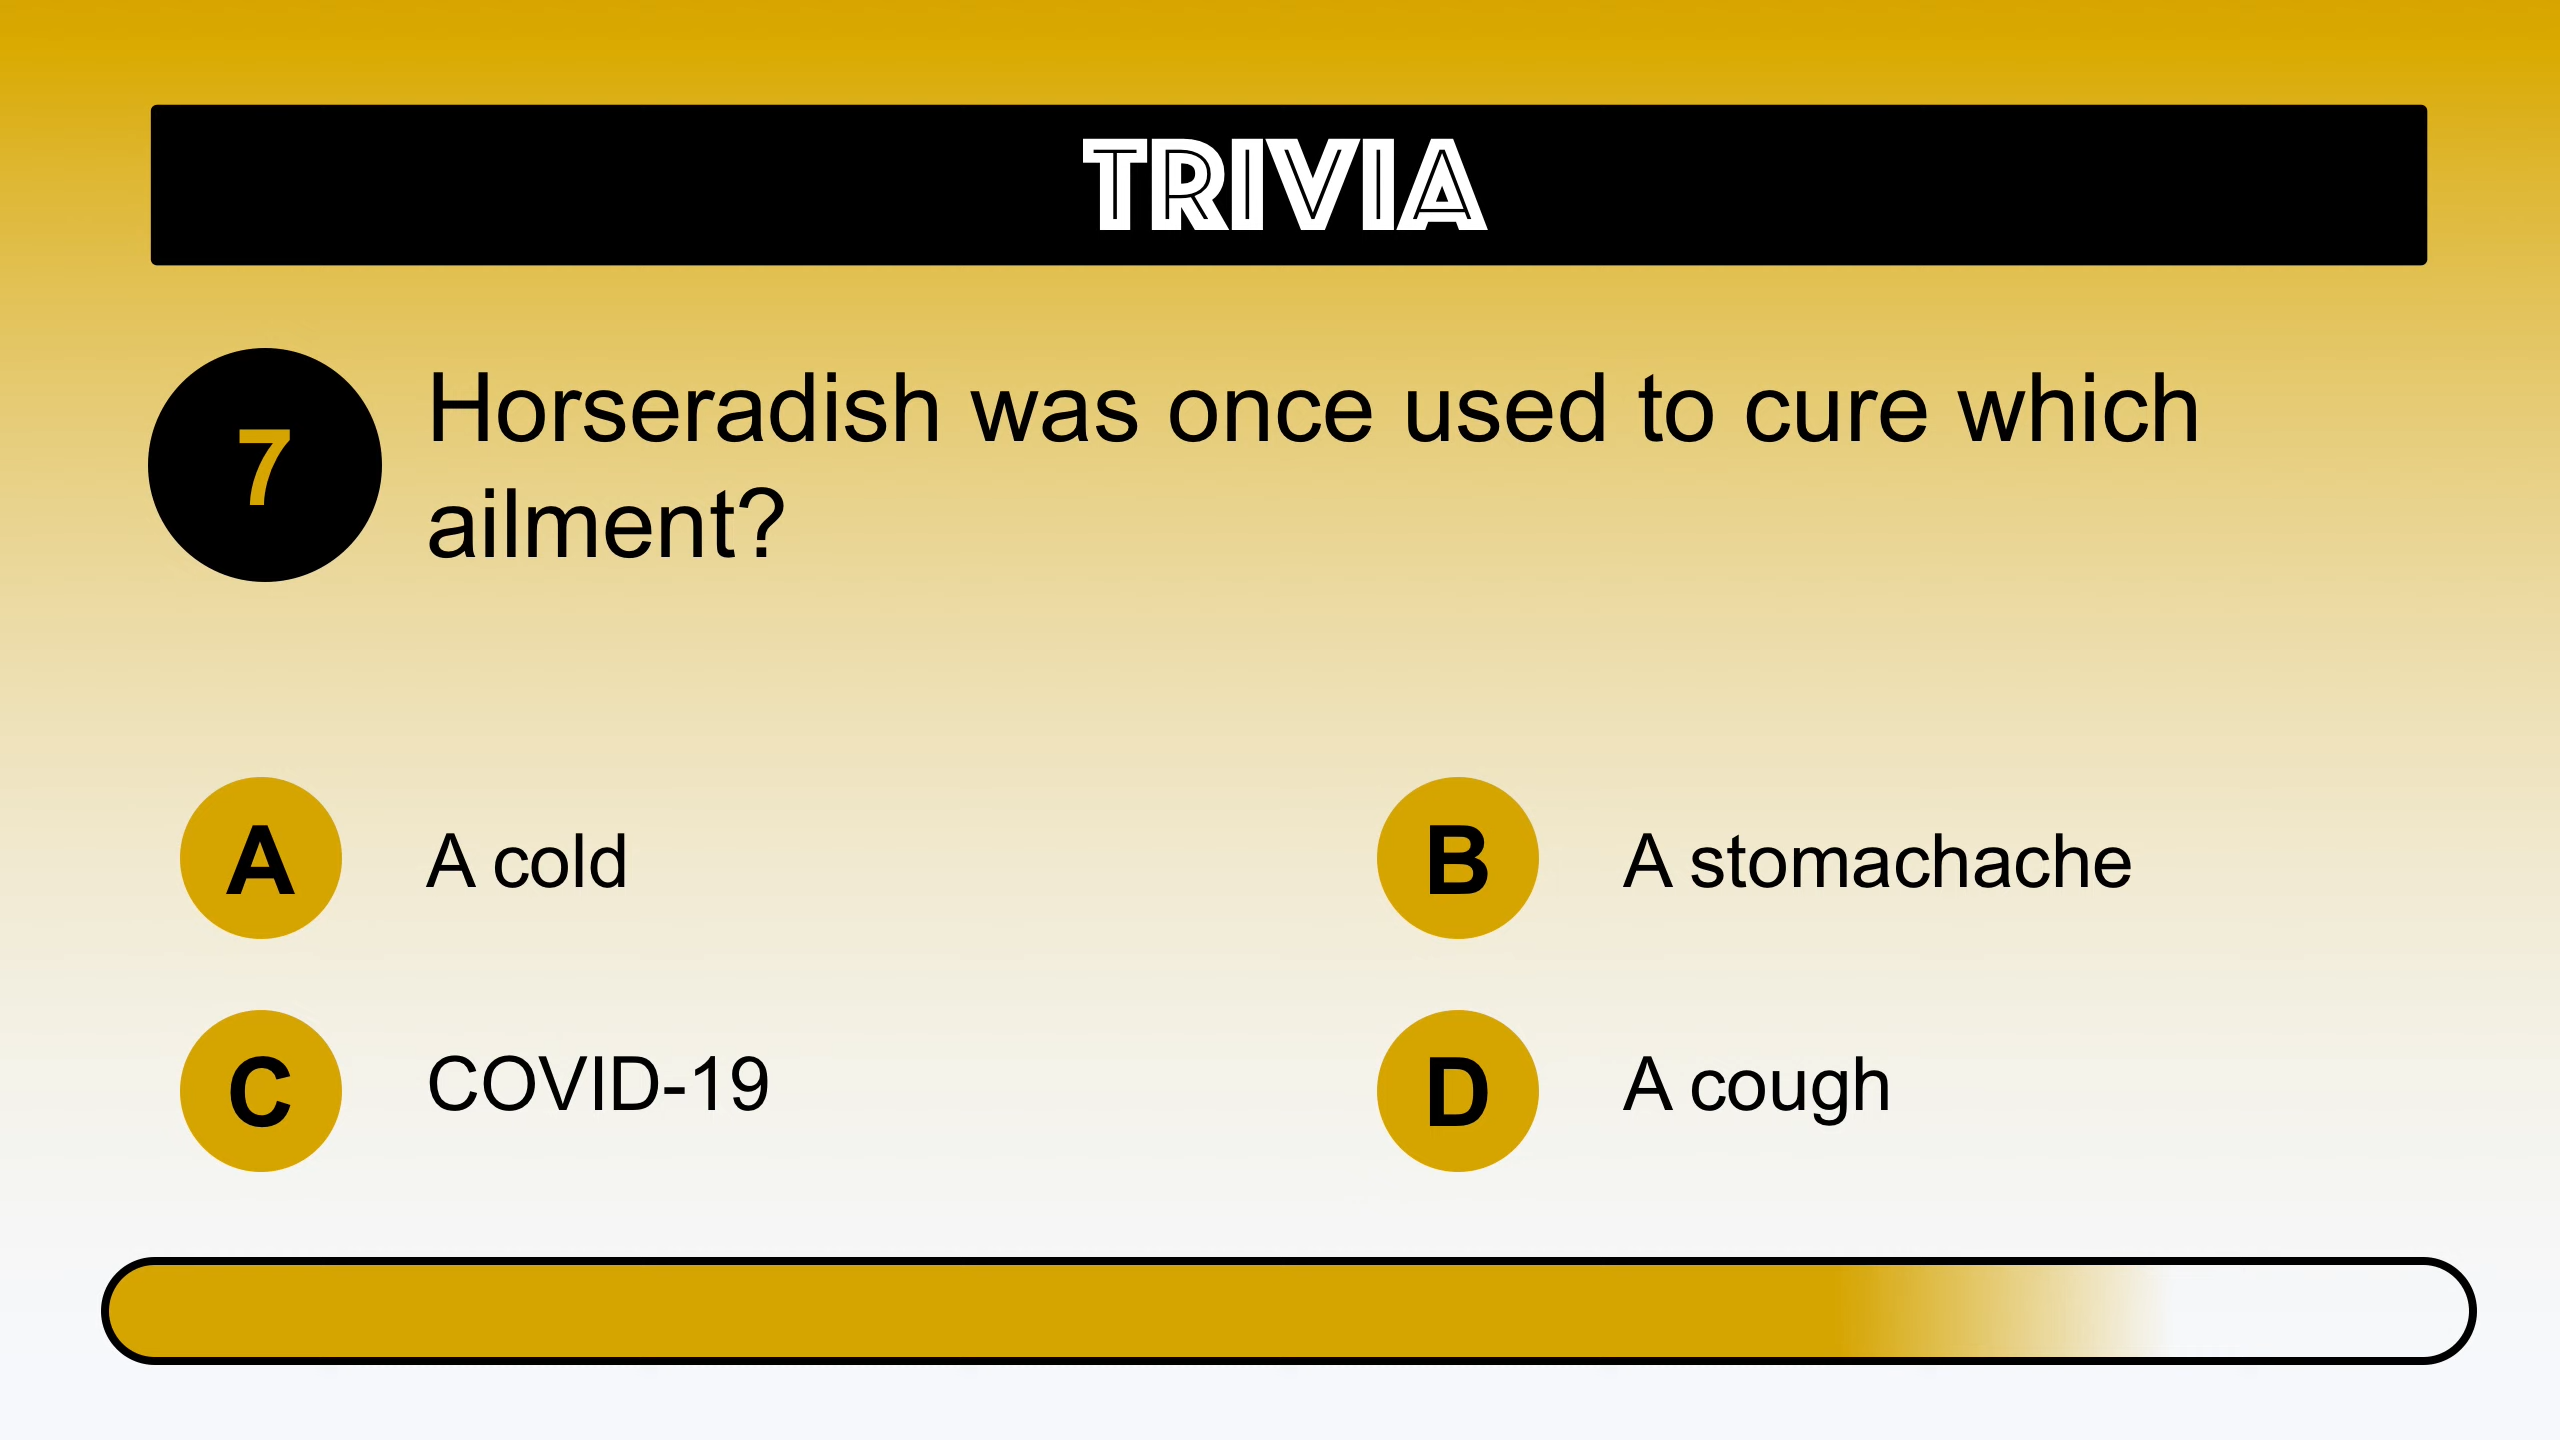 TRIVIA
7
Horseradish was once used to cure which
ailment?
A
A cold
B
A stomachache
C
COVID-19
D
A cough